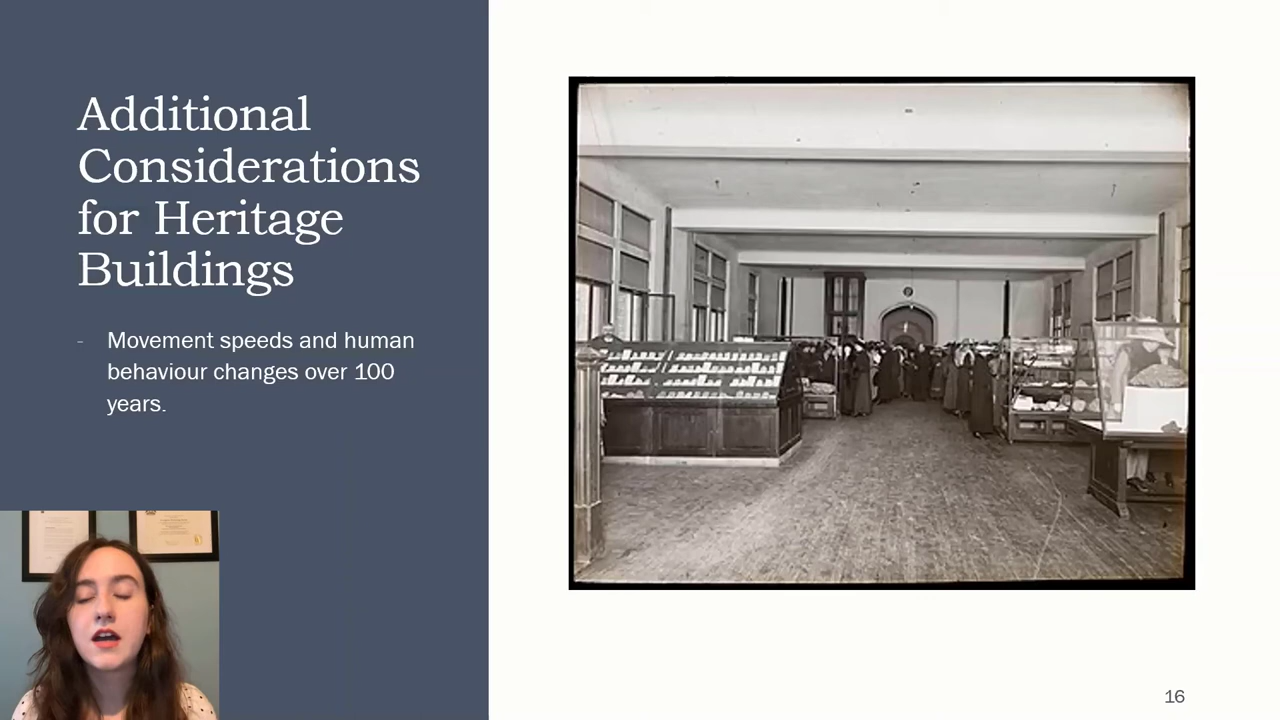 Additional
Considerations
for Heritage
Buildings
- Movement speeds and human
behaviour changes over 100
years.
16